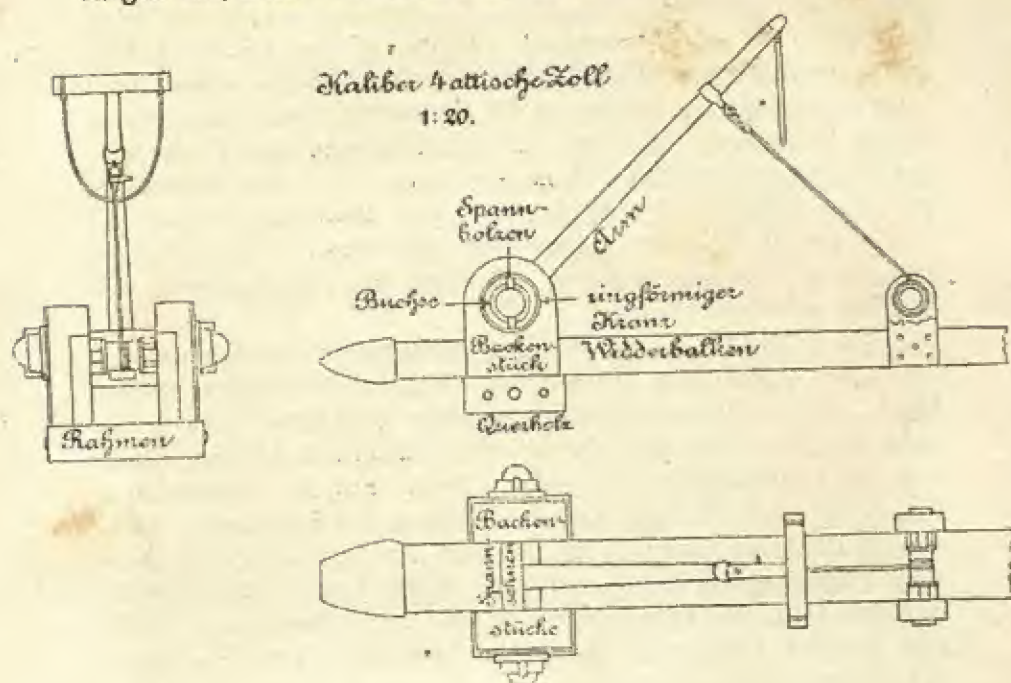 Kaliber 4 attische Zoll
1:20.
Spann-
bolzen
Arm
Buchse
ringförmiger
Kranz
Backen-
stück
Widderbalken
Querholz
Rahmen
Backen-
Spann
sehnen
stücke